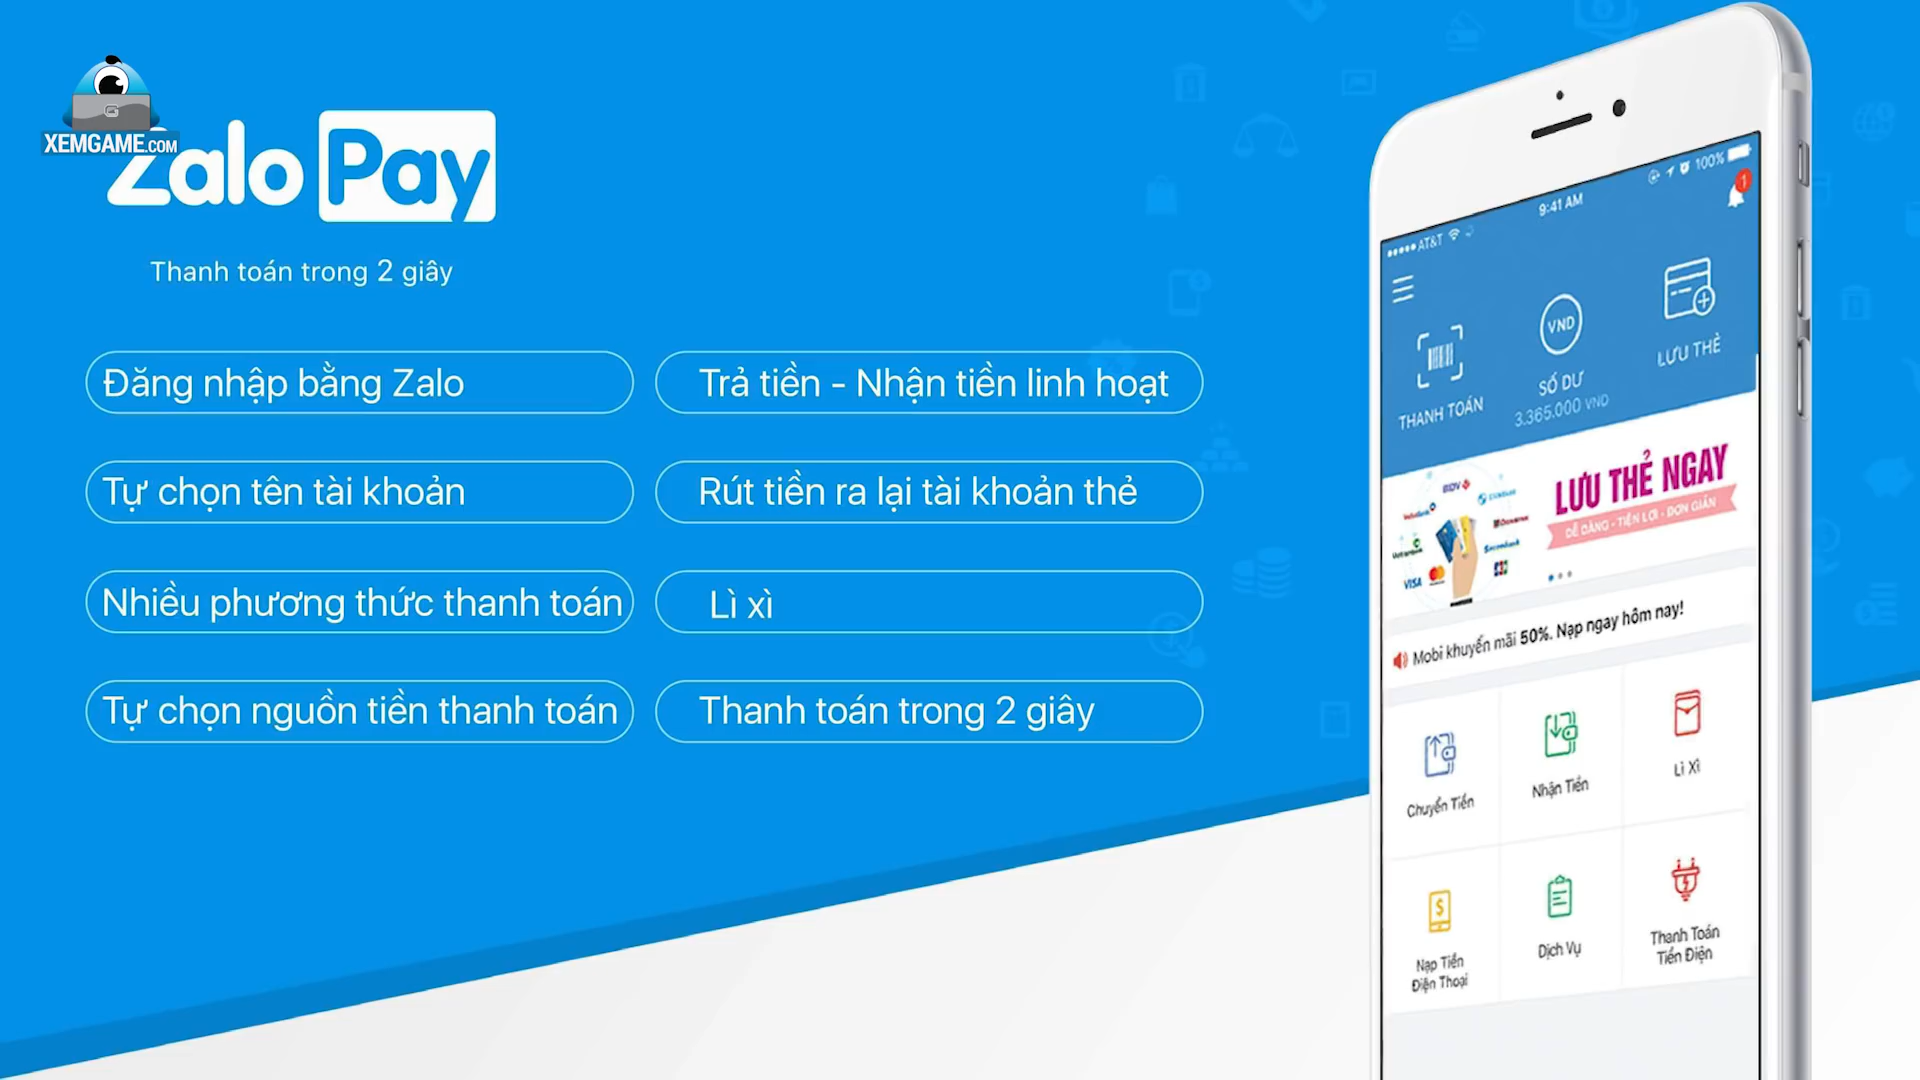 XEMGAME.COM
Zalo Pay
Thanh toán trong 2 giây
Đăng nhập bằng Zalo
Trả tiền - Nhận tiền linh hoạt
Tự chọn tên tài khoản
Rút tiền ra lại tài khoản thẻ
Nhiều phương thức thanh toán
Lì xì
Tự chọn nguồn tiền thanh toán
Thanh toán trong 2 giây
AT&T
9:41 AM
100%
1
THANH TOÁN
VND
SỐ DƯ
3.365.000 VND
LƯU THẺ
LƯU THẺ NGAY
DỄ DÀNG - TIỆN LỢI - ĐƠN GIẢN
BIDV
VISA
Mobi khuyến mãi 50%. Nạp ngay hôm nay!
Chuyển Tiền
Nhận Tiền
Lì Xì
Nạp Tiền
Điện Thoại
Dịch Vụ
Thanh Toán
Tiền Điện